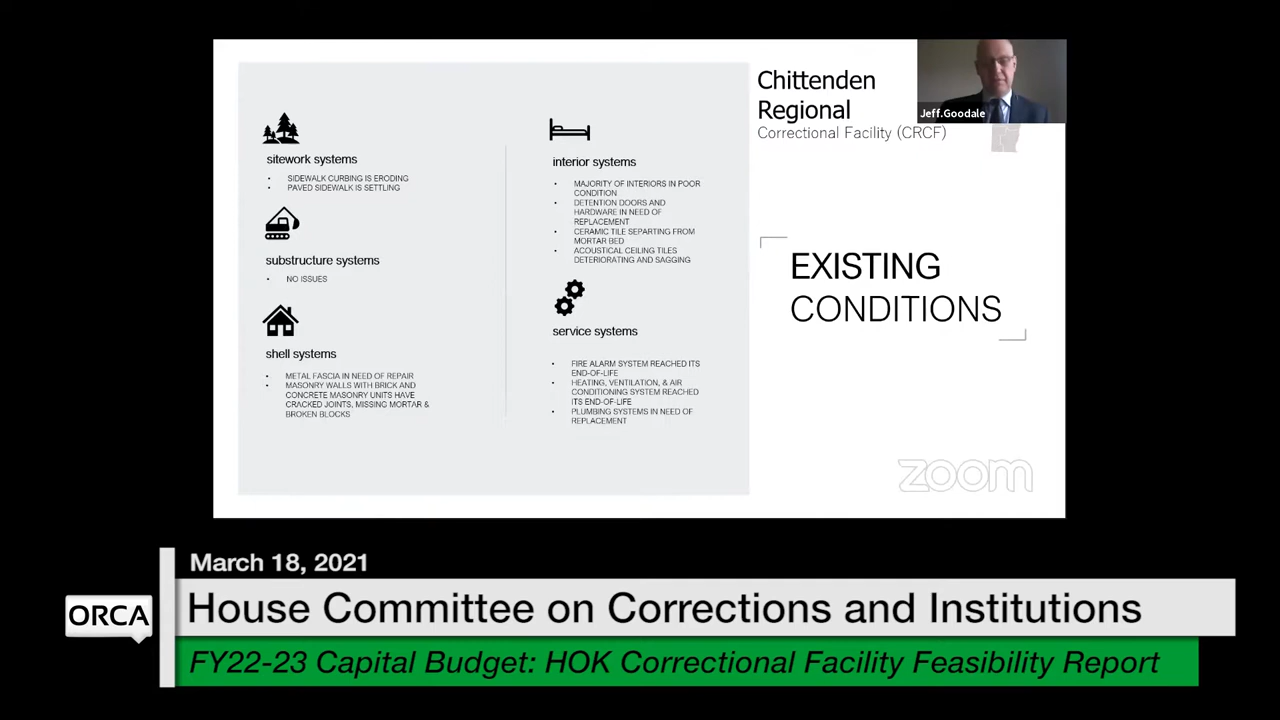 sitework systems
• SIDEWALK CURBING IS ERODING
• PAVED SIDEWALK IS SETTLING
substructure systems
• NO ISSUES
shell systems
• METAL FASCIA IN NEED OF REPAIR
• MASONRY WALLS WITH BRICK AND
CONCRETE MASONRY UNITS HAVE
CRACKED JOINTS, MISSING MORTAR &
BROKEN BLOCKS
interior systems
• MAJORITY OF INTERIORS IN POOR
CONDITION
• DETENTION DOORS AND
HARDWARE IN NEED OF
REPLACEMENT
• CERAMIC TILE SEPARTING FROM
MORTAR BED
• ACOUSTICAL CEILING TILES
DETERIORATING AND SAGGING
service systems
• FIRE ALARM SYSTEM REACHED ITS
END-OF-LIFE
• HEATING, VENTILATION, & AIR
CONDITIONING SYSTEM REACHED
ITS END-OF-LIFE
• PLUMBING SYSTEMS IN NEED OF
REPLACEMENT
Chittenden
Regional
Correctional Facility (CRCF)
Jeff.Goodale
EXISTING
CONDITIONS
zoom
March 18, 2021
ORCA
House Committee on Corrections and Institutions
FY22-23 Capital Budget: HOK Correctional Facility Feasibility Report